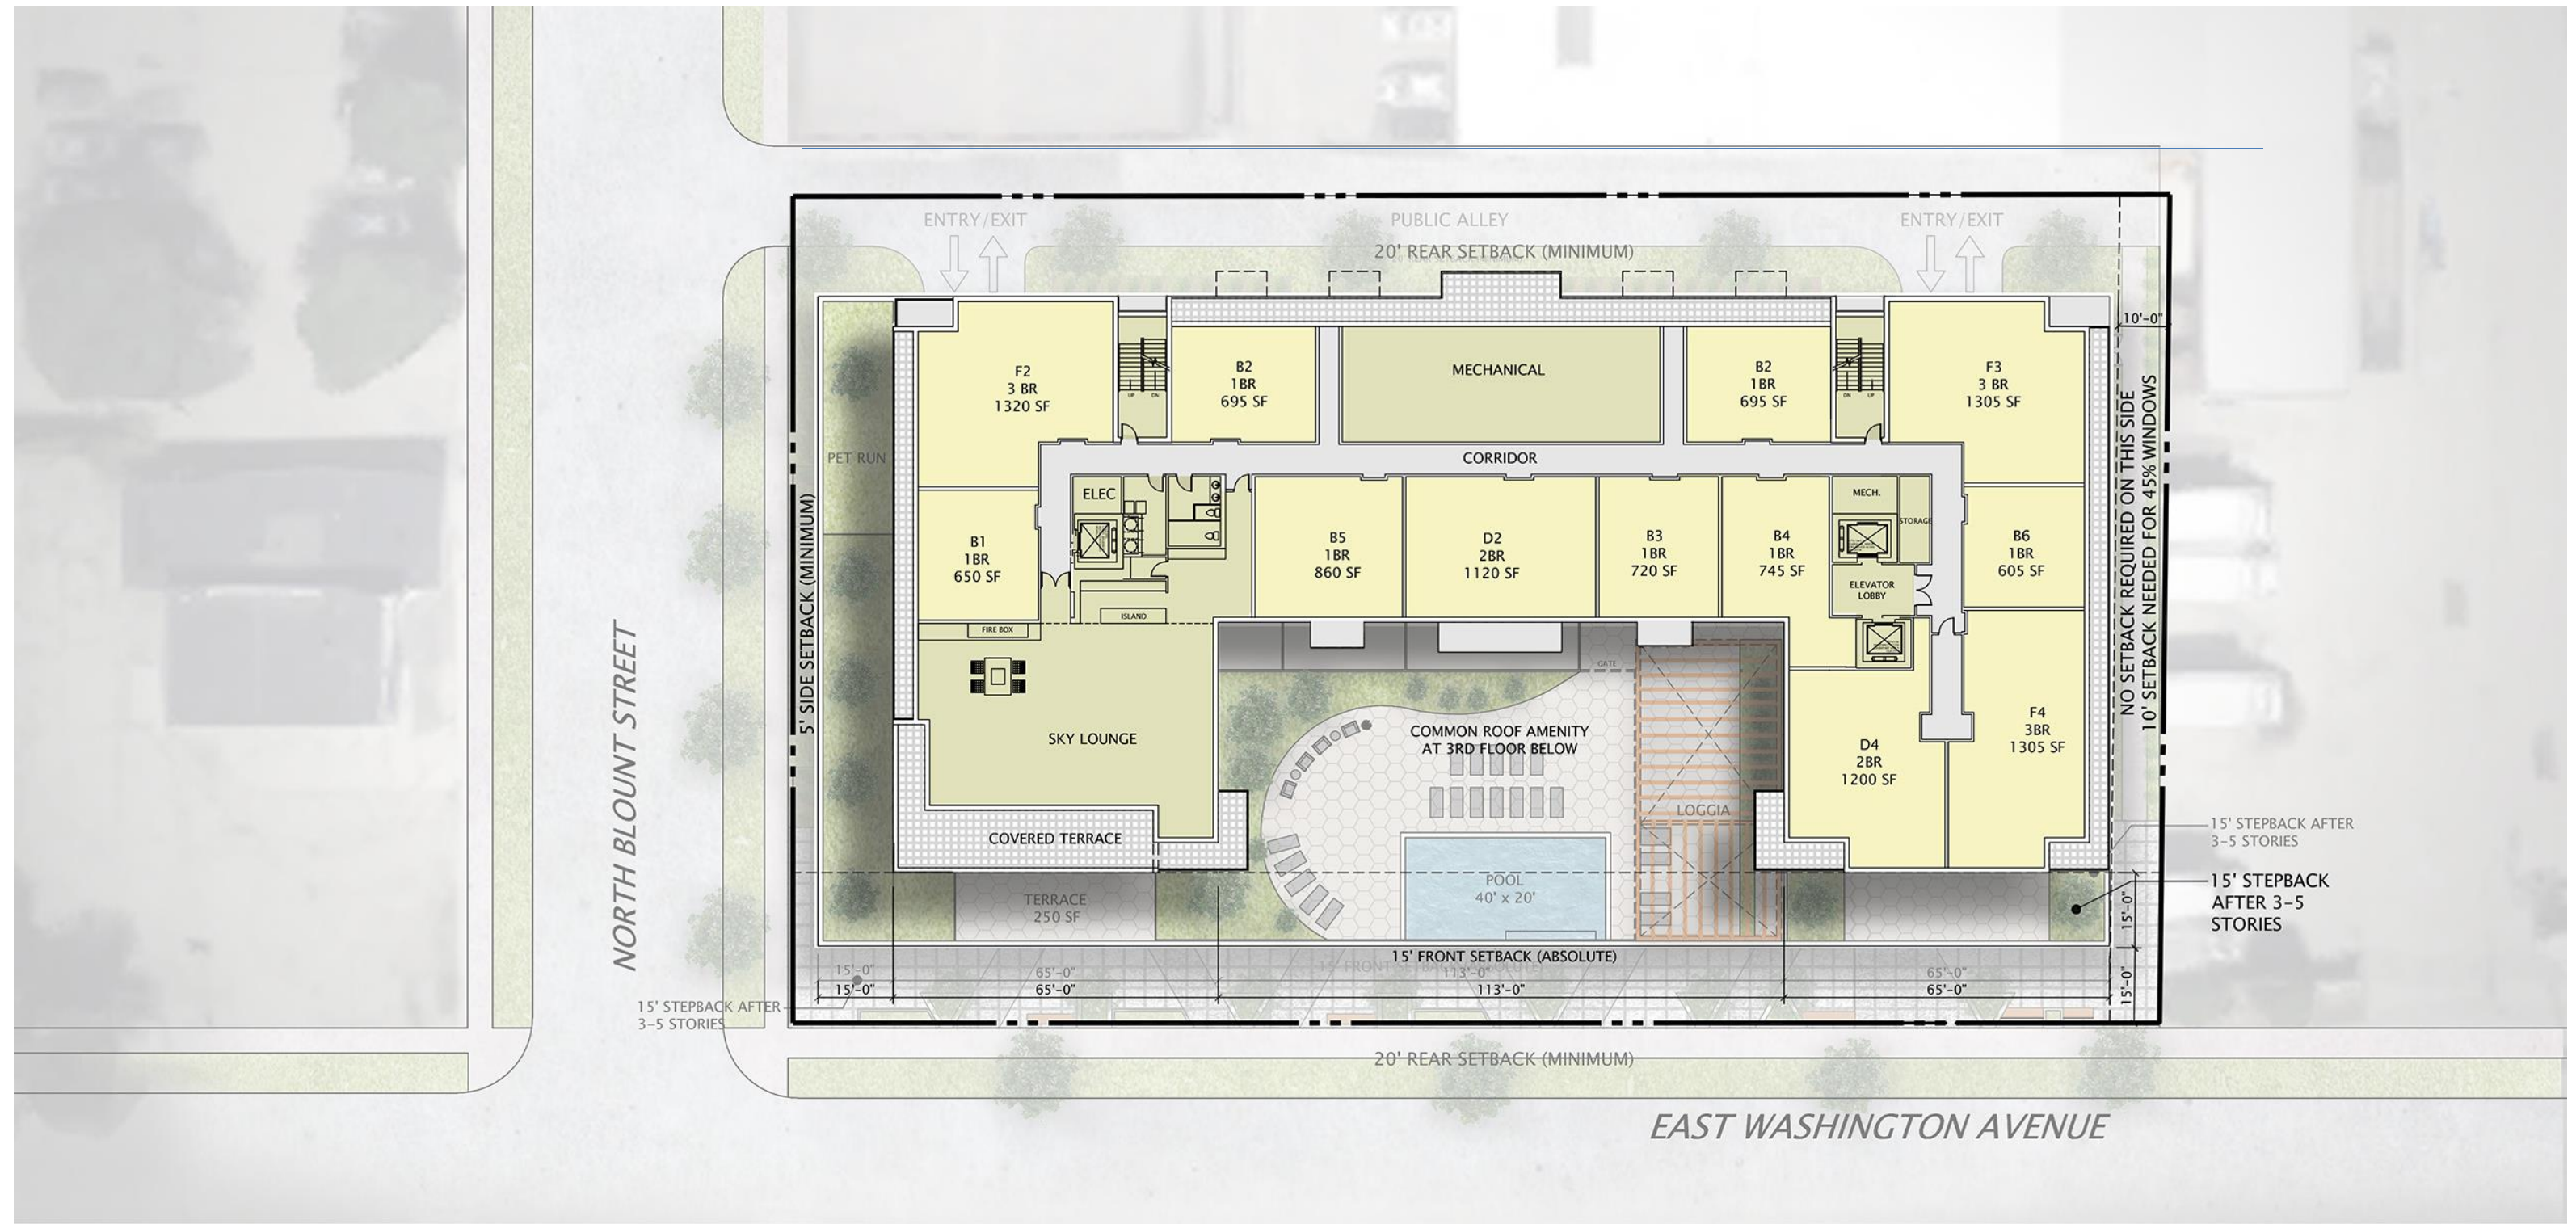 ENTRY/EXIT
PUBLIC ALLEY
ENTRY/EXIT
20' REAR SETBACK (MINIMUM)
10'-0"
F2
3 BR
1320 SF
UP
DN
B2
1BR
695 SF
MECHANICAL
B2
1BR
695 SF
DN
UP
F3
3 BR
1305 SF
PET RUN
CORRIDOR
5' SIDE SETBACK (MINIMUM)
NO SETBACK REQUIRED ON THIS SIDE
10' SETBACK NEEDED FOR 45% WINDOWS
ELEC
MECH.
STORAGE
B1
1BR
650 SF
B5
1BR
860 SF
D2
2BR
1120 SF
B3
1BR
720 SF
B4
1BR
745 SF
ELEVATOR
LOBBY
B6
1BR
605 SF
ISLAND
FIRE BOX
GATE
SKY LOUNGE
COMMON ROOF AMENITY
AT 3RD FLOOR BELOW
D4
2BR
1200 SF
F4
3BR
1305 SF
LOGGIA
COVERED TERRACE
15' STEPBACK AFTER
3-5 STORIES
POOL
40' x 20'
TERRACE
250 SF
15' STEPBACK
AFTER 3-5
STORIES
15'-0"
NORTH BLOUNT STREET
15' FRONT SETBACK (ABSOLUTE)
15'-0"
65'-0"
113'-0"
65'-0"
15'-0"
65'-0"
113'-0"
65'-0"
15'-0"
15' STEPBACK AFTER
3-5 STORIES
20' REAR SETBACK (MINIMUM)
EAST WASHINGTON AVENUE